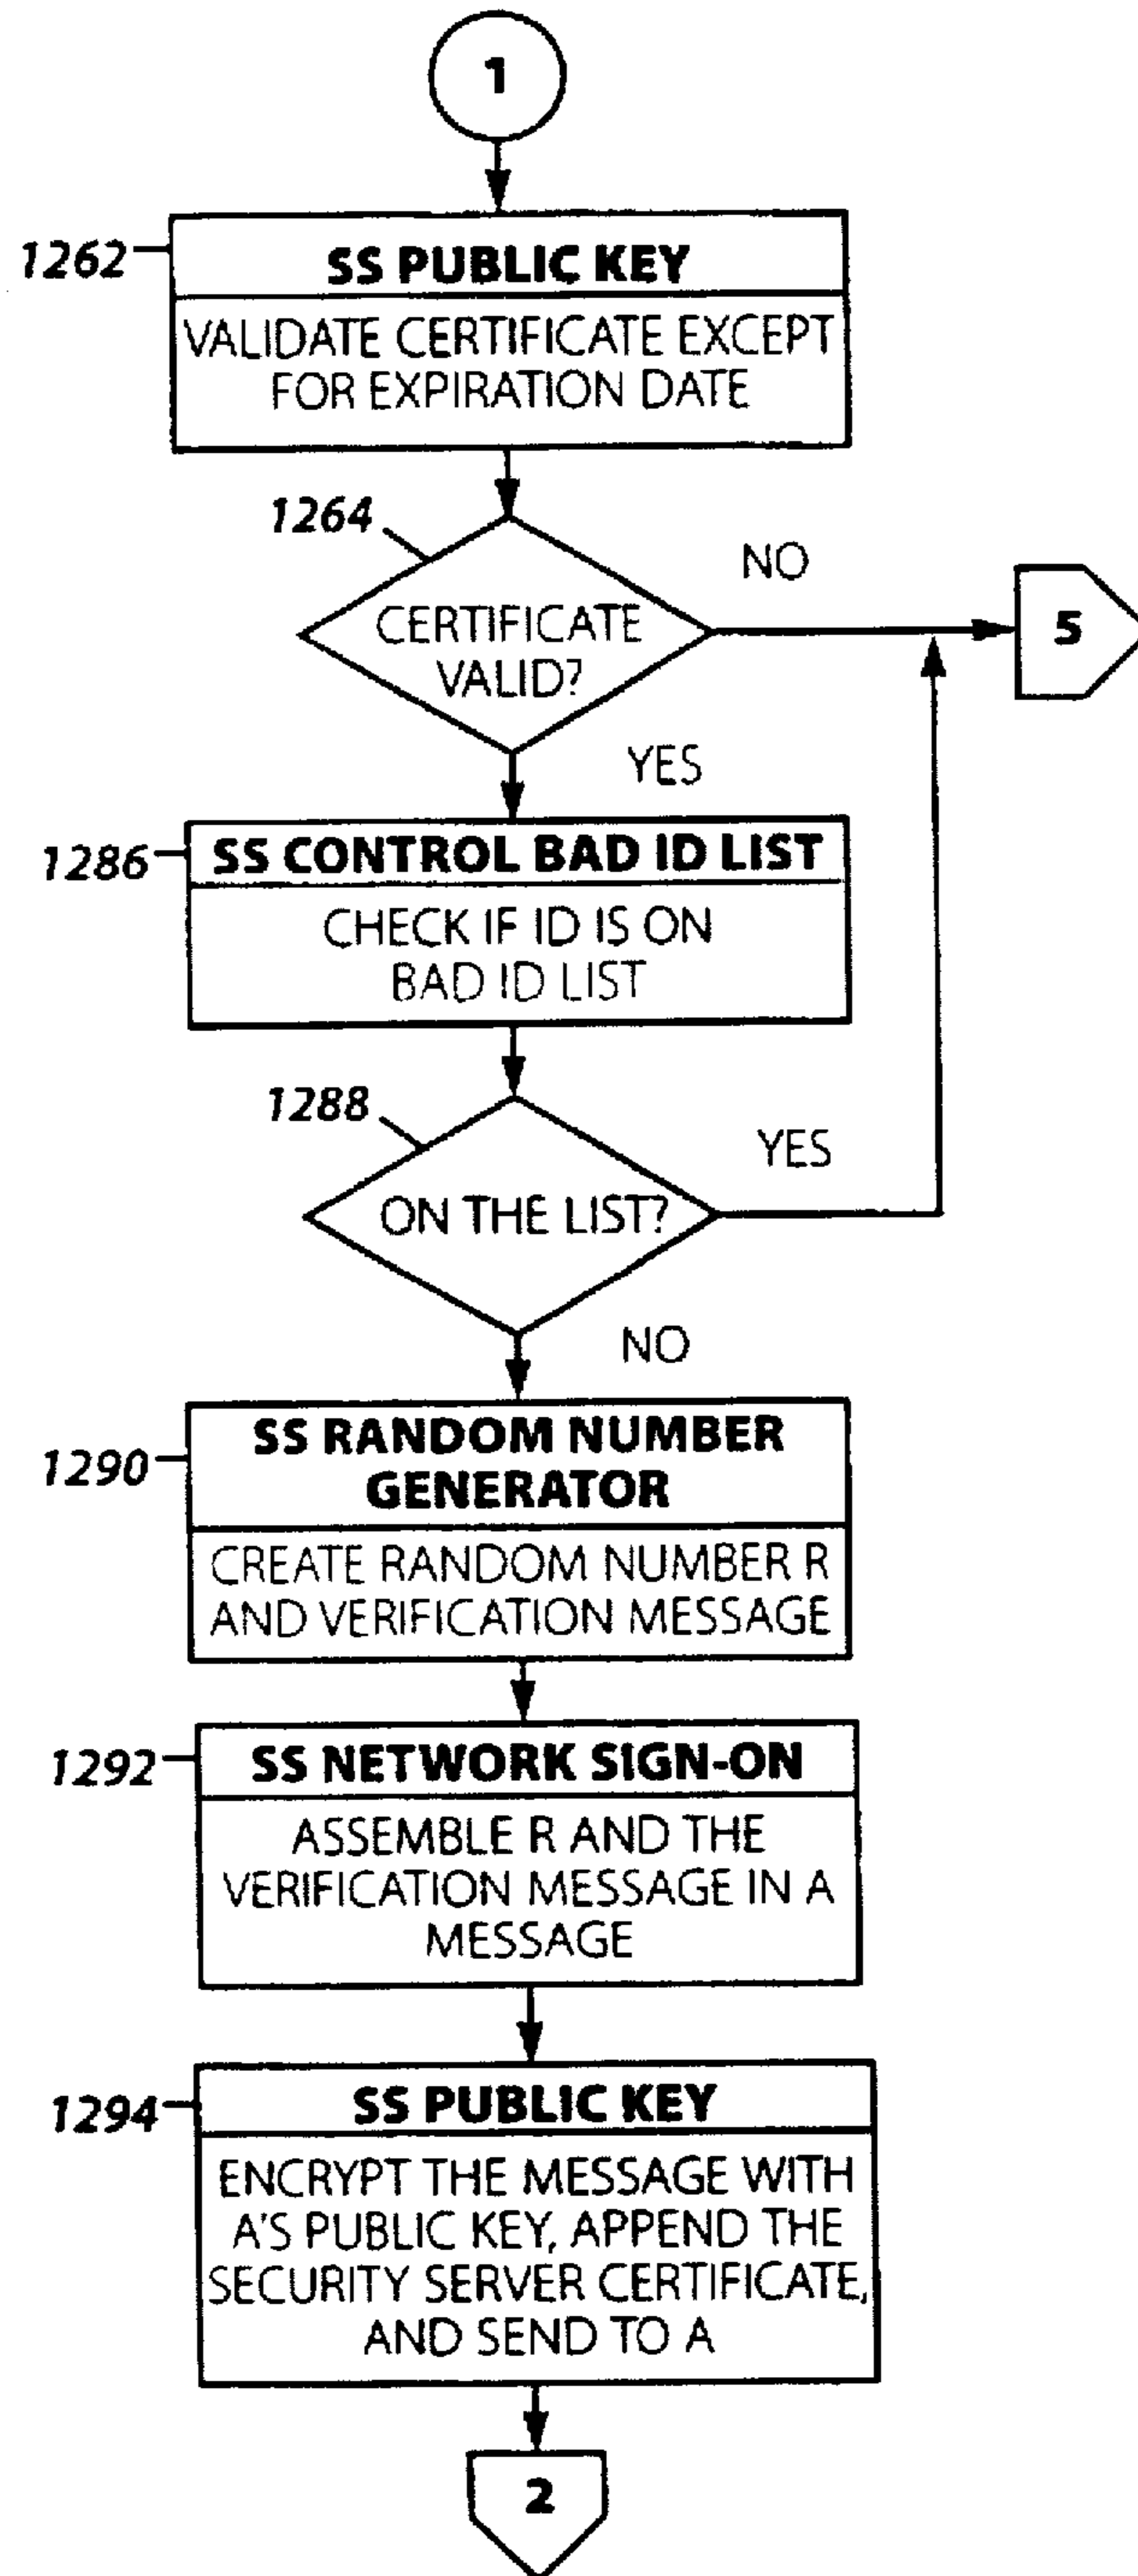 1
1262
SS PUBLIC KEY
VALIDATE CERTIFICATE EXCEPT
FOR EXPIRATION DATE
1264
NO
CERTIFICATE
VALID?
5
YES
1286
SS CONTROL BAD ID LIST
CHECK IF ID IS ON
BAD ID LIST
1288
YES
ON THE LIST?
NO
1290
SS RANDOM NUMBER
GENERATOR
CREATE RANDOM NUMBER R
AND VERIFICATION MESSAGE
1292
SS NETWORK SIGN-ON
ASSEMBLE R AND THE
VERIFICATION MESSAGE IN A
MESSAGE
1294
SS PUBLIC KEY
ENCRYPT THE MESSAGE WITH
A'S PUBLIC KEY, APPEND THE
SECURITY SERVER CERTIFICATE,
AND SEND TO A
2